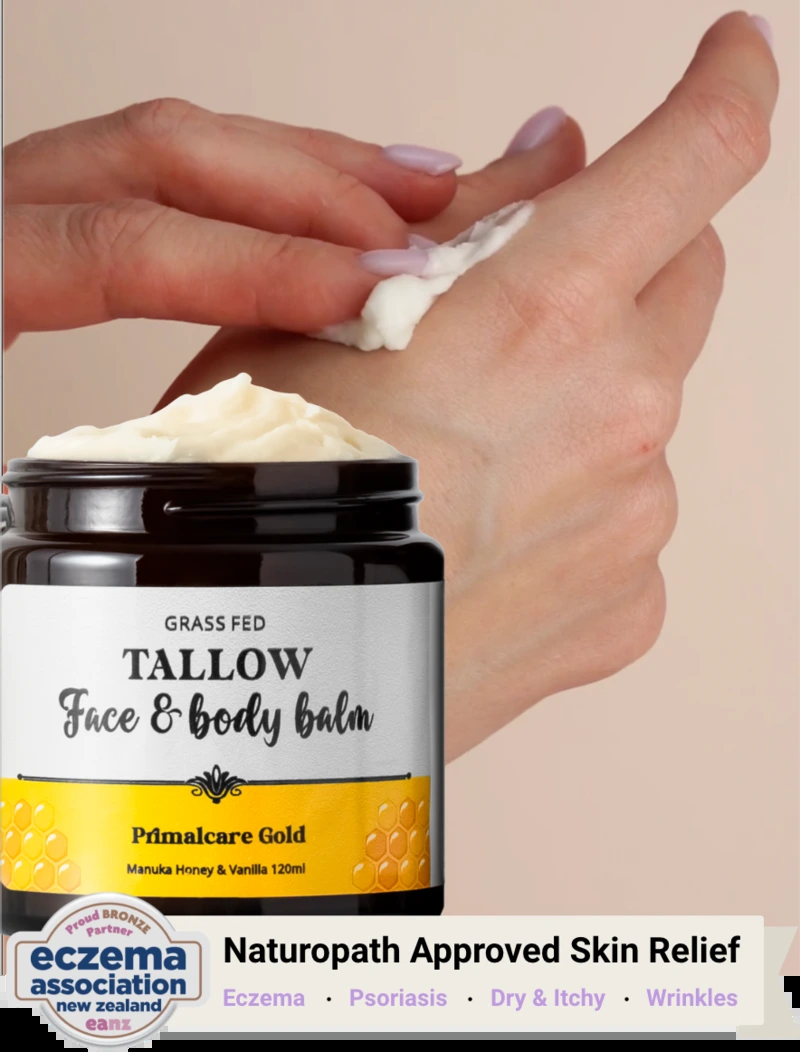 GRASS FED
TALLOW
Face & body balm
Primalcare Gold
Manuka Honey & Vanilla 120ml
Proud BRONZE
Partner
eczema
association
new zealand
eanz
Naturopath Approved Skin Relief
Eczema · Psoriasis · Dry & Itchy · Wrinkles